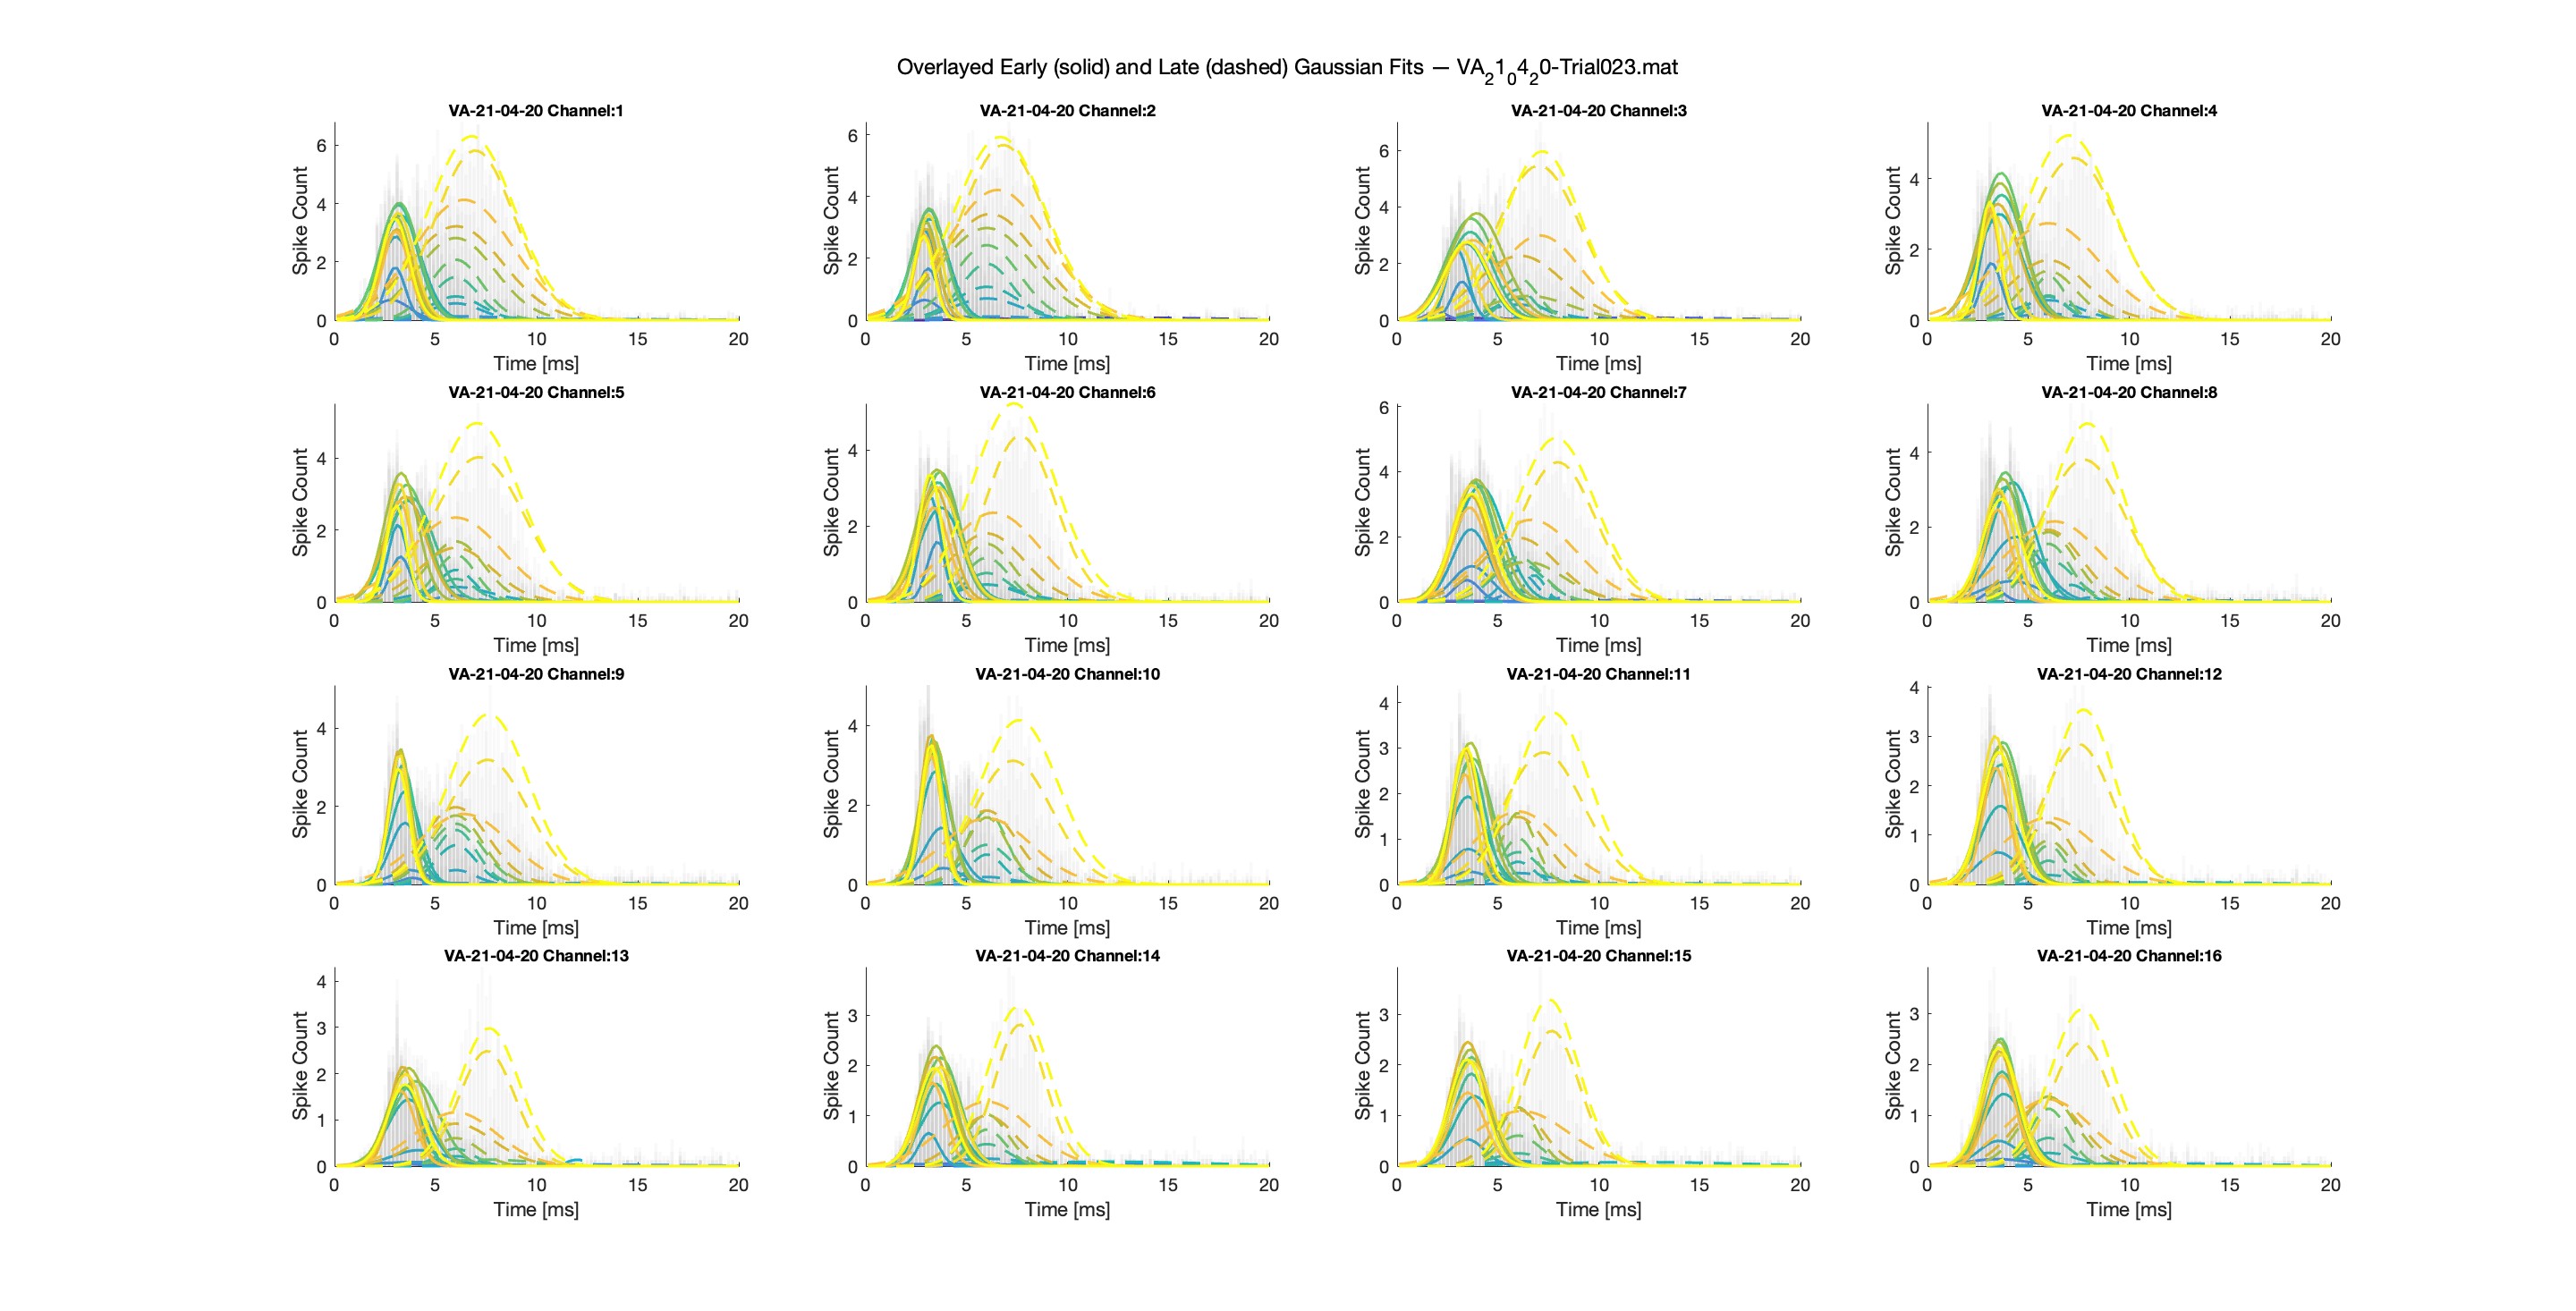 Overlayed Early (solid) and Late (dashed) Gaussian Fits — VA₂1₀4₂0-Trial023.mat
VA-21-04-20 Channel:1
VA-21-04-20 Channel:2
VA-21-04-20 Channel:3
VA-21-04-20 Channel:4
Spike Count
6
4
2
0
0 5 10 15 20
Time [ms]
Spike Count
6
4
2
0
0 5 10 15 20
Time [ms]
Spike Count
6
4
2
0
0 5 10 15 20
Time [ms]
Spike Count
4
2
0
0 5 10 15 20
Time [ms]
VA-21-04-20 Channel:5
VA-21-04-20 Channel:6
VA-21-04-20 Channel:7
VA-21-04-20 Channel:8
Spike Count
4
2
0
0 5 10 15 20
Time [ms]
Spike Count
4
2
0
0 5 10 15 20
Time [ms]
Spike Count
6
4
2
0
0 5 10 15 20
Time [ms]
Spike Count
4
2
0
0 5 10 15 20
Time [ms]
VA-21-04-20 Channel:9
VA-21-04-20 Channel:10
VA-21-04-20 Channel:11
VA-21-04-20 Channel:12
Spike Count
4
2
0
0 5 10 15 20
Time [ms]
Spike Count
4
2
0
0 5 10 15 20
Time [ms]
Spike Count
4
3
2
1
0
0 5 10 15 20
Time [ms]
Spike Count
4
3
2
1
0
0 5 10 15 20
Time [ms]
VA-21-04-20 Channel:13
VA-21-04-20 Channel:14
VA-21-04-20 Channel:15
VA-21-04-20 Channel:16
Spike Count
4
3
2
1
0
0 5 10 15 20
Time [ms]
Spike Count
3
2
1
0
0 5 10 15 20
Time [ms]
Spike Count
3
2
1
0
0 5 10 15 20
Time [ms]
Spike Count
3
2
1
0
0 5 10 15 20
Time [ms]